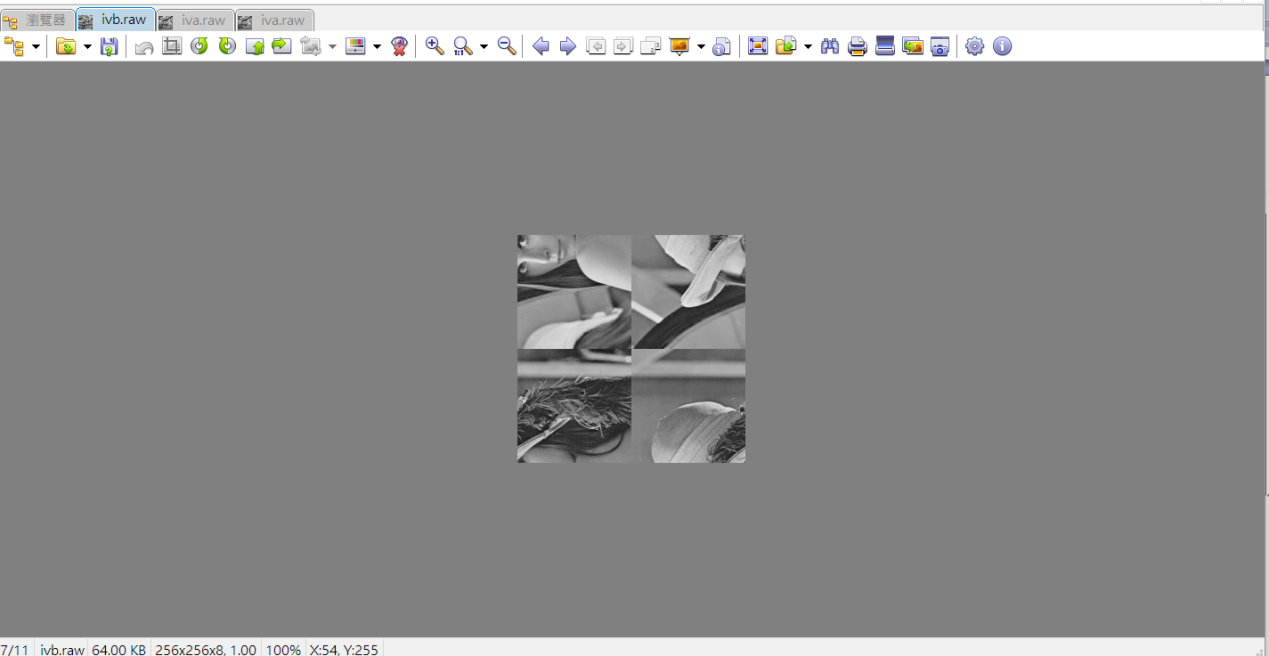 瀏覽器 ivb.raw iva.raw iva.raw
7/11 ivb.raw 64.00 KB 256x256x8, 1.00 100% X:54, Y:255